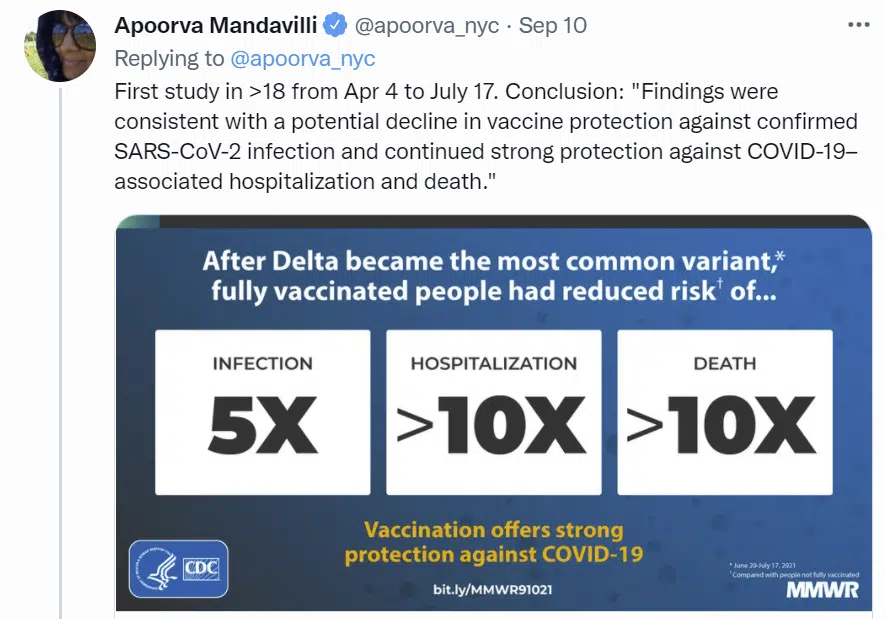 Apoorva Mandavilli @apoorva_nyc · Sep 10
Replying to @apoorva_nyc
First study in >18 from Apr 4 to July 17. Conclusion: "Findings were
consistent with a potential decline in vaccine protection against confirmed
SARS-CoV-2 infection and continued strong protection against COVID-19–
associated hospitalization and death."
After Delta became the most common variant,*
fully vaccinated people had reduced risk† of...
INFECTION
5X
HOSPITALIZATION
>10X
DEATH
>10X
Vaccination offers strong
protection against COVID-19
bit.ly/MMWR91021
CDC
* June 20-July 17, 2021
† Compared with people not fully vaccinated
MMWR